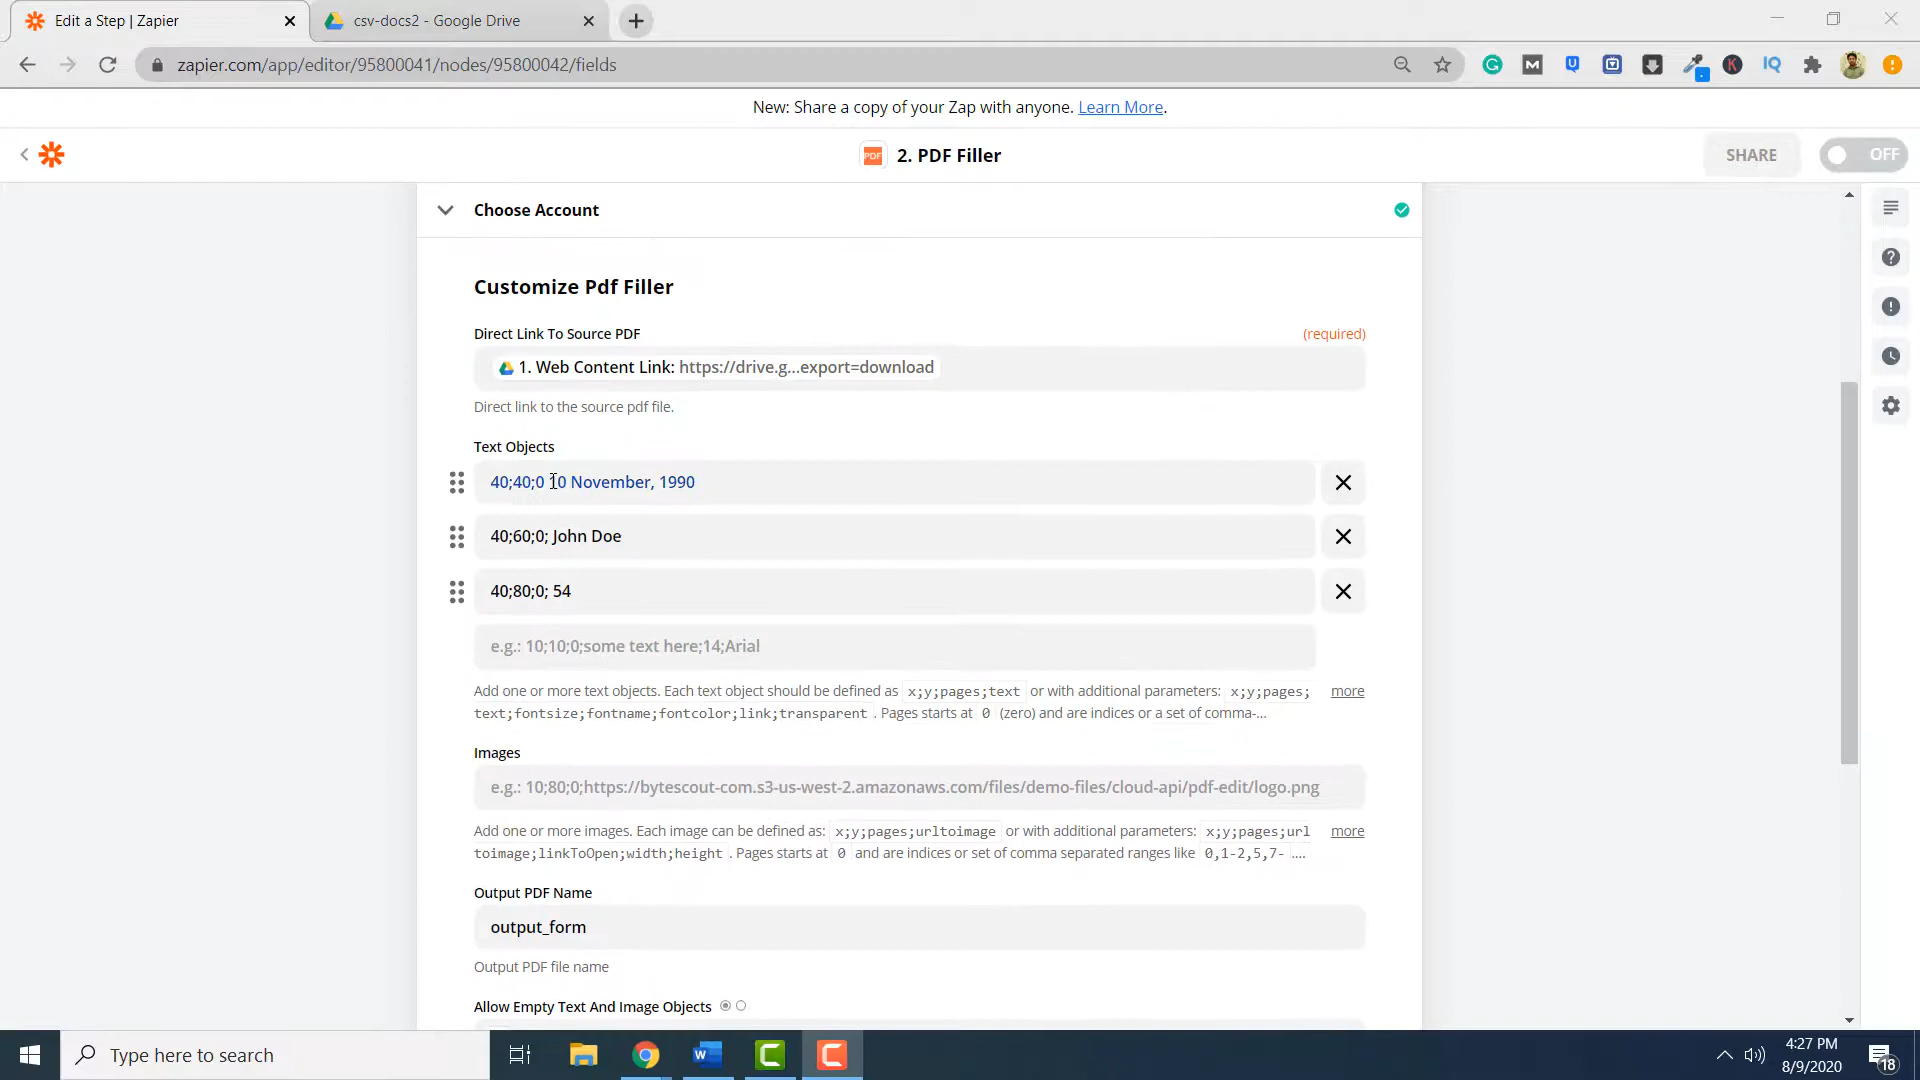 Edit a Step | Zapier
csv-docs2 - Google Drive
zapier.com/app/editor/95800041/nodes/95800042/fields
New: Share a copy of your Zap with anyone. Learn More.
PDF 2. PDF Filler
SHARE
OFF
Choose Account
Customize Pdf Filler
Direct Link To Source PDF
(required)
1. Web Content Link: https://drive.g...export=download
Direct link to the source pdf file.
Text Objects
40;40;0 10 November, 1990
40;60;0; John Doe
40;80;0; 54
e.g.: 10;10;0;some text here;14;Arial
Add one or more text objects. Each text object should be defined as x;y;pages;text or with additional parameters: x;y;pages; more
text;fontsize;fontname;fontcolor;link;transparent . Pages starts at 0 (zero) and are indices or a set of comma-...
Images
e.g.: 10;80;0;https://bytescout-com.s3-us-west-2.amazonaws.com/files/demo-files/cloud-api/pdf-edit/logo.png
Add one or more images. Each image can be defined as: x;y;pages;urltoimage or with additional parameters: x;y;pages;url more
toimage;linkToOpen;width;height . Pages starts at 0 and are indices or set of comma separated ranges like 0,1-2,5,7- ....
Output PDF Name
output_form
Output PDF file name
Allow Empty Text And Image Objects
Type here to search
4:27 PM
8/9/2020
18